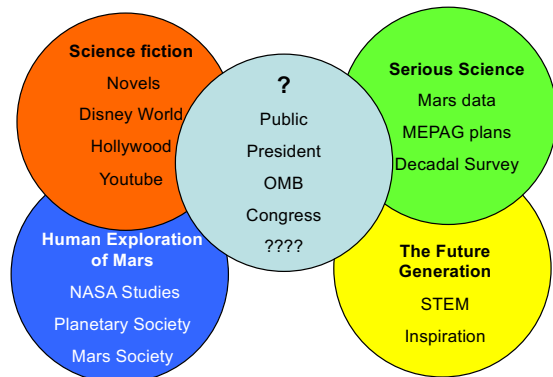 Science fiction
Novels
Disney World
Hollywood
Youtube
?
Public
President
OMB
Congress
????
Serious Science
Mars data
MEPAG plans
Decadal Survey
Human Exploration
of Mars
NASA Studies
Planetary Society
Mars Society
The Future
Generation
STEM
Inspiration